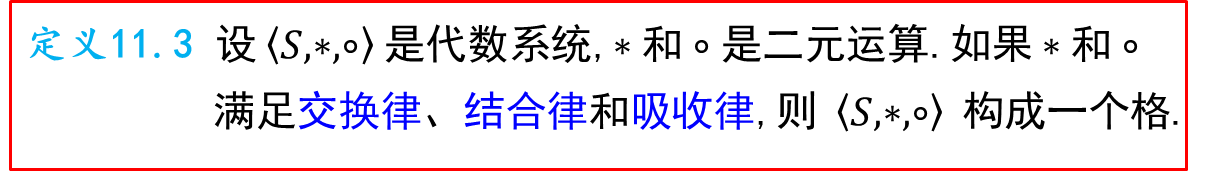 定义11.3 设⟨S,∗,∘⟩是代数系统,∗和∘是二元运算.如果∗和∘
满足交换律、结合律和吸收律,则 ⟨S,∗,∘⟩ 构成一个格.